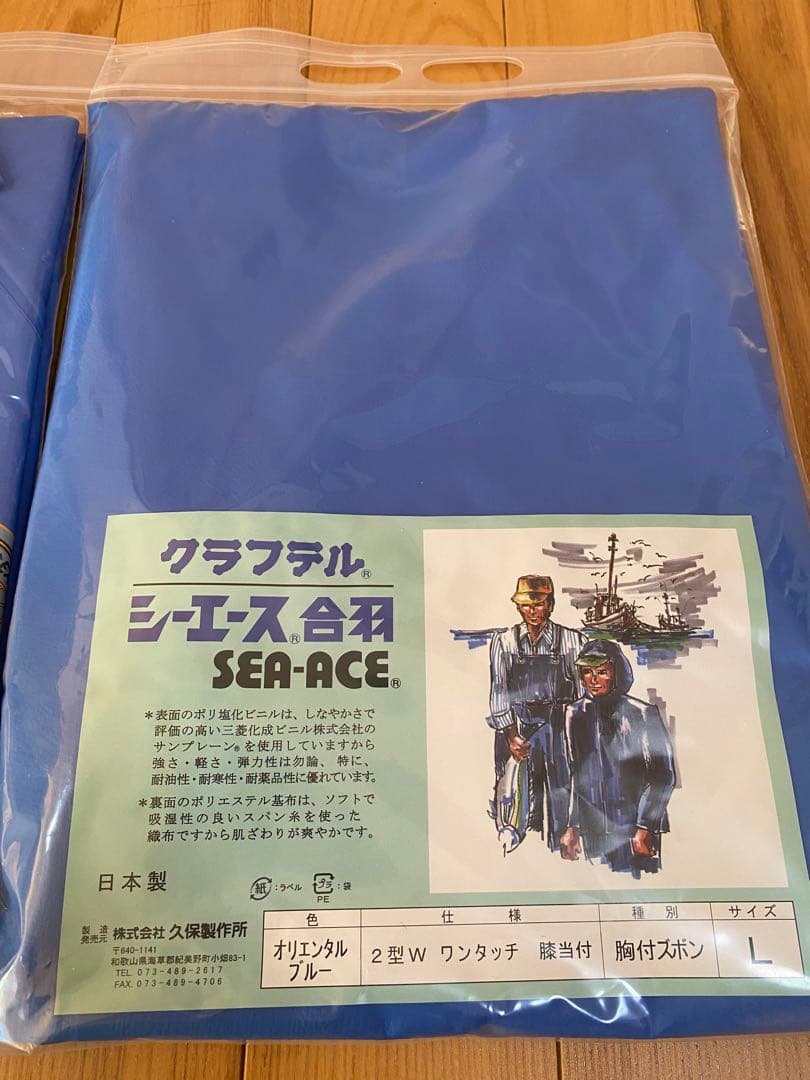 クラフテル®
シーエース®合羽
SEA-ACE®
＊表面のポリ塩化ビニルは、しなやかさで
評価の高い三菱化成ビニル株式会社の
サンプレーン®を使用していますから
強さ・軽さ・弾力性は勿論、特に、
耐油性・耐寒性・耐薬品性に優れています。
＊裏面のポリエステル基布は、ソフトで
吸湿性の良いスパン糸を使った
織布ですから肌ざわりが爽やかです。
日本製
紙：ラベル プラ：袋
PE
製造発売元 株式会社 久保製作所
〒640-1141
和歌山県海草郡紀美野町小畑83-1
TEL. 073-489-2617
FAX. 073-489-4706
色 仕様 種別 サイズ
オリエンタルブルー 2型W ワンタッチ 膝当付 胸付ズボン L